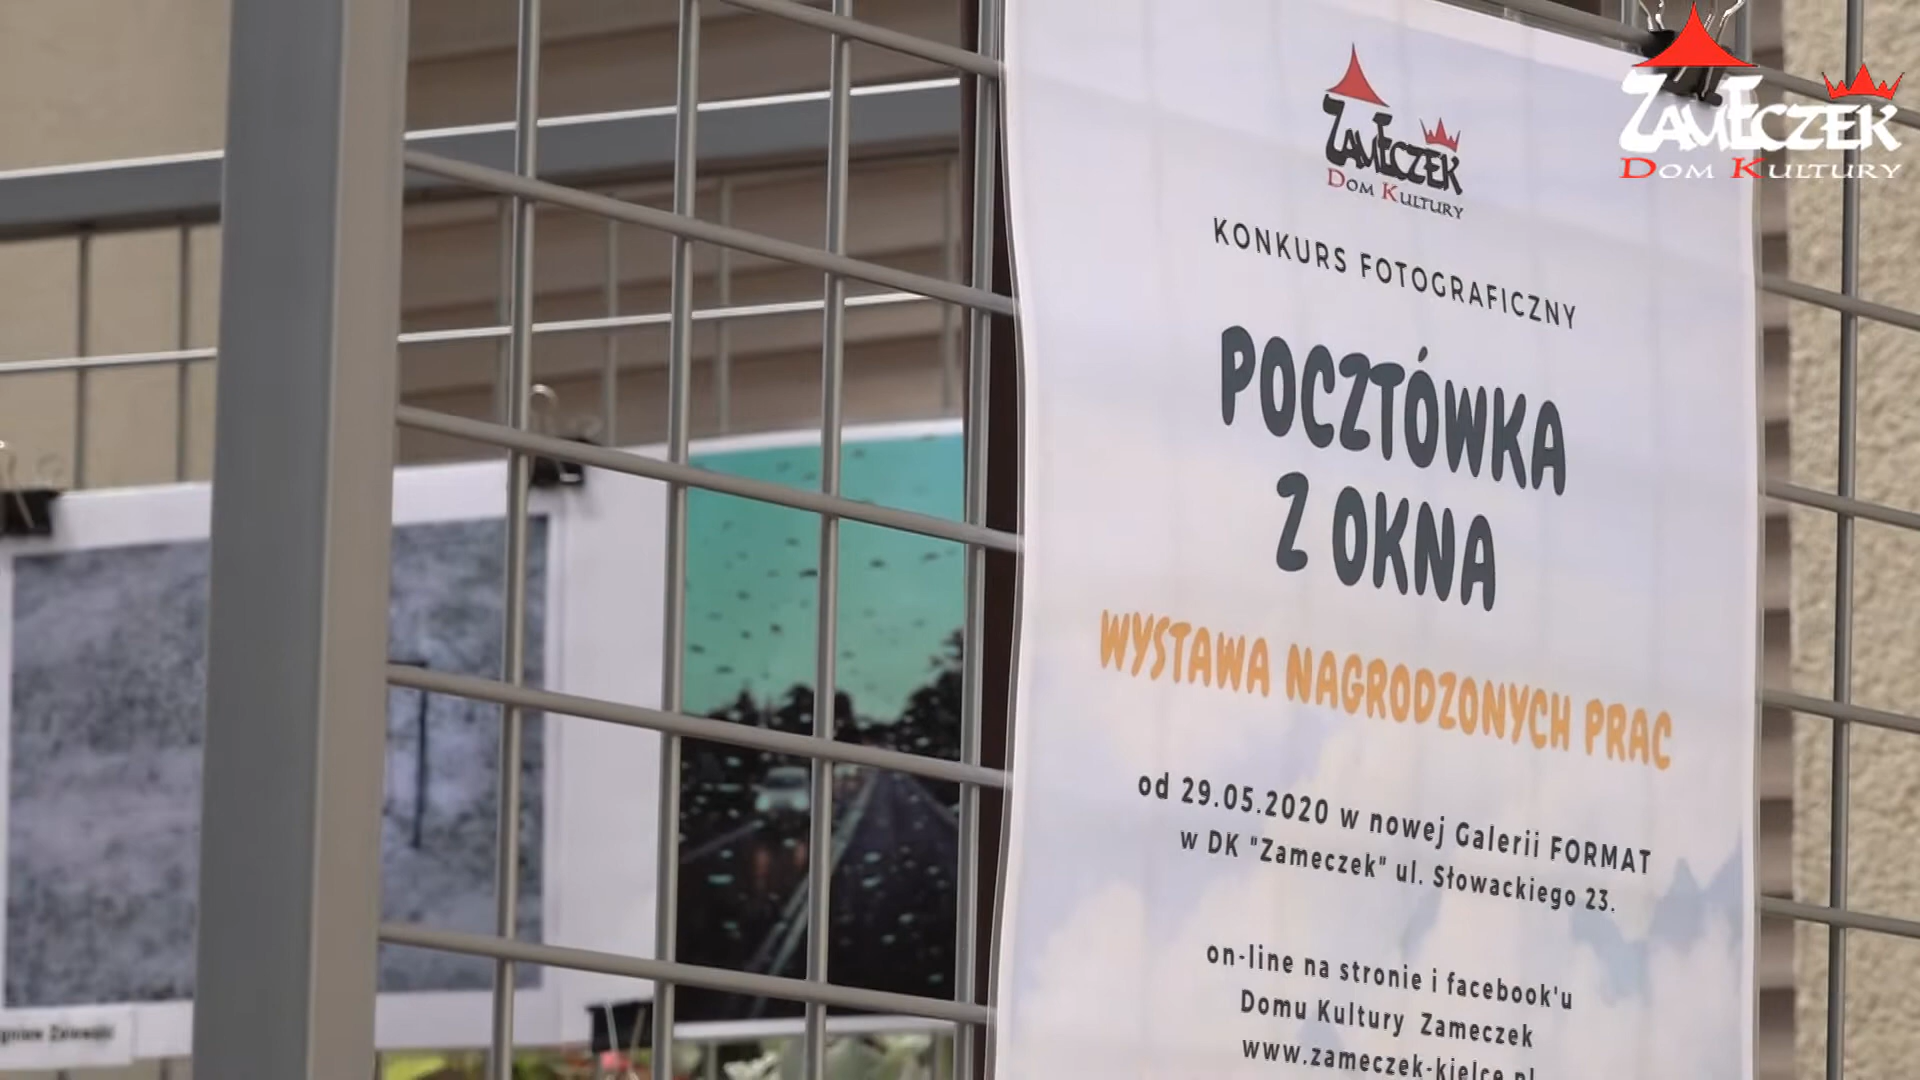 ZAMECZEK
DOM KULTURY
KONKURS FOTOGRAFICZNY
POCZTÓWKA
Z OKNA
WYSTAWA NAGRODZONYCH PRAC
od 29.05.2020 w nowej Galerii FORMAT
w DK "Zameczek" ul. Słowackiego 23.
on-line na stronie i facebook'u
Domu Kultury Zameczek
www.zameczek-kielce.pl
ZAMECZEK
DOM KULTURY